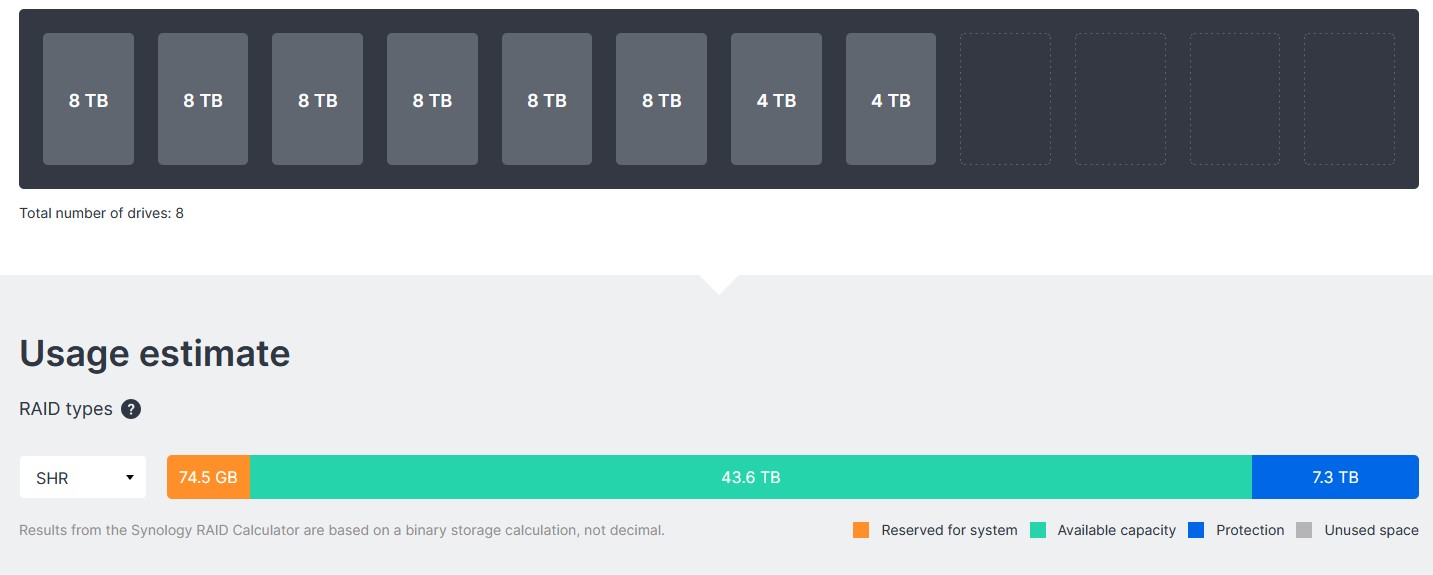 8 TB 8 TB 8 TB 8 TB 8 TB 8 TB 4 TB 4 TB
Total number of drives: 8
Usage estimate
RAID types ?
SHR 74.5 GB 43.6 TB 7.3 TB
Results from the Synology RAID Calculator are based on a binary storage calculation, not decimal. Reserved for system Available capacity Protection Unused space